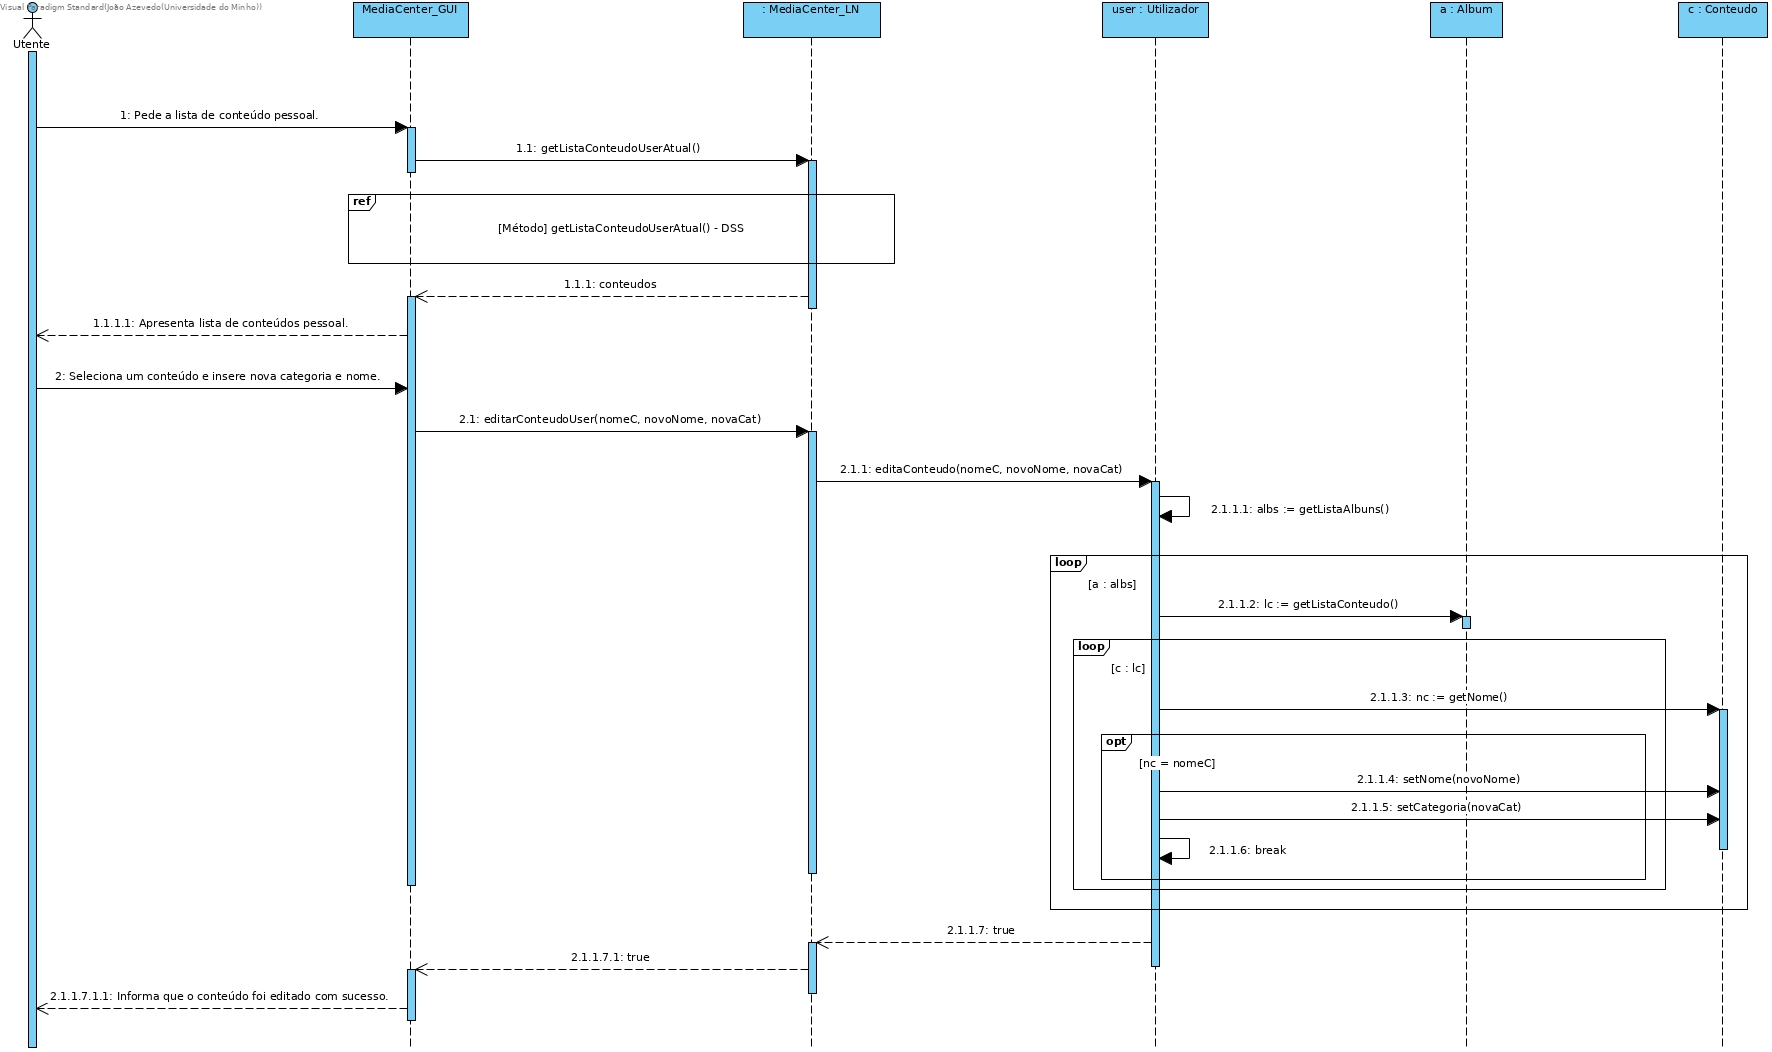 Visual Paradigm Standard(João Azevedo(Universidade do Minho))
Utente
MediaCenter_GUI
: MediaCenter_LN
user : Utilizador
a : Album
c : Conteudo
1: Pede a lista de conteúdo pessoal.
1.1: getListaConteudoUserAtual()
ref
[Método] getListaConteudoUserAtual() - DSS
1.1.1: conteudos
1.1.1.1: Apresenta lista de conteúdos pessoal.
2: Seleciona um conteúdo e insere nova categoria e nome.
2.1: editarConteudoUser(nomeC, novoNome, novaCat)
2.1.1: editaConteudo(nomeC, novoNome, novaCat)
2.1.1.1: albs := getListaAlbuns()
loop
[a : albs]
2.1.1.2: lc := getListaConteudo()
loop
[c : lc]
2.1.1.3: nc := getNome()
opt
[nc = nomeC]
2.1.1.4: setNome(novoNome)
2.1.1.5: setCategoria(novaCat)
2.1.1.6: break
2.1.1.7: true
2.1.1.7.1: true
2.1.1.7.1.1: Informa que o conteúdo foi editado com sucesso.